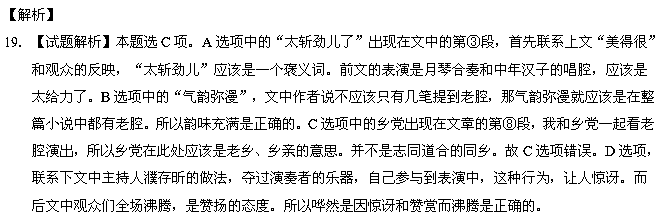 【解析】
19. 【试题解析】本题选 C 项。A 选项中的“太斩劲儿了”出现在文中的第③段，首先联系上文“美得很”
和观众的反映，“太斩劲儿”应该是一个褒义词。前文的表演是月琴合奏和中年汉子的唱腔，应该是
太给力了。B 选项中的“气韵弥漫”，文中作者说不应该只有几笔提到老腔，那气韵弥漫就应该是在整
篇小说中都有老腔。所以韵味充满是正确的。C 选项中的乡党出现在文章的第⑧段，我和乡党一起看老
腔演出，所以乡党在此处应该是老乡、乡亲的意思。并不是志同道合的同乡。故 C 选项错误。D 选项，
联系下文中主持人濮存昕的做法，夺过演奏者的乐器，自己参与到表演中，这种行为，让人惊讶。而
后文中观众们全场沸腾，是赞扬的态度。所以哗然是因惊讶和赞赏而沸腾是正确的。